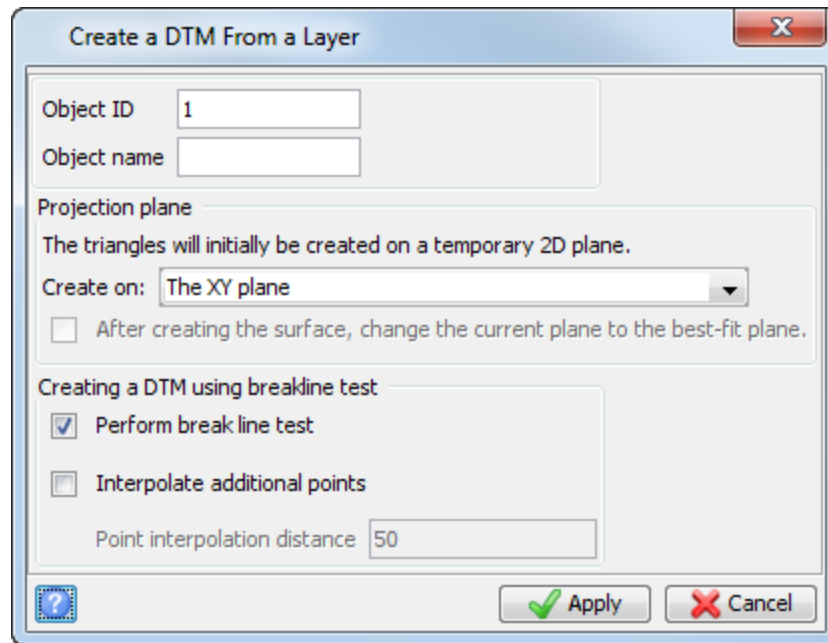 Create a DTM From a Layer
Object ID 1
Object name
Projection plane
The triangles will initially be created on a temporary 2D plane.
Create on: The XY plane
After creating the surface, change the current plane to the best-fit plane.
Creating a DTM using breakline test
Perform break line test
Interpolate additional points
Point interpolation distance 50
? Apply Cancel